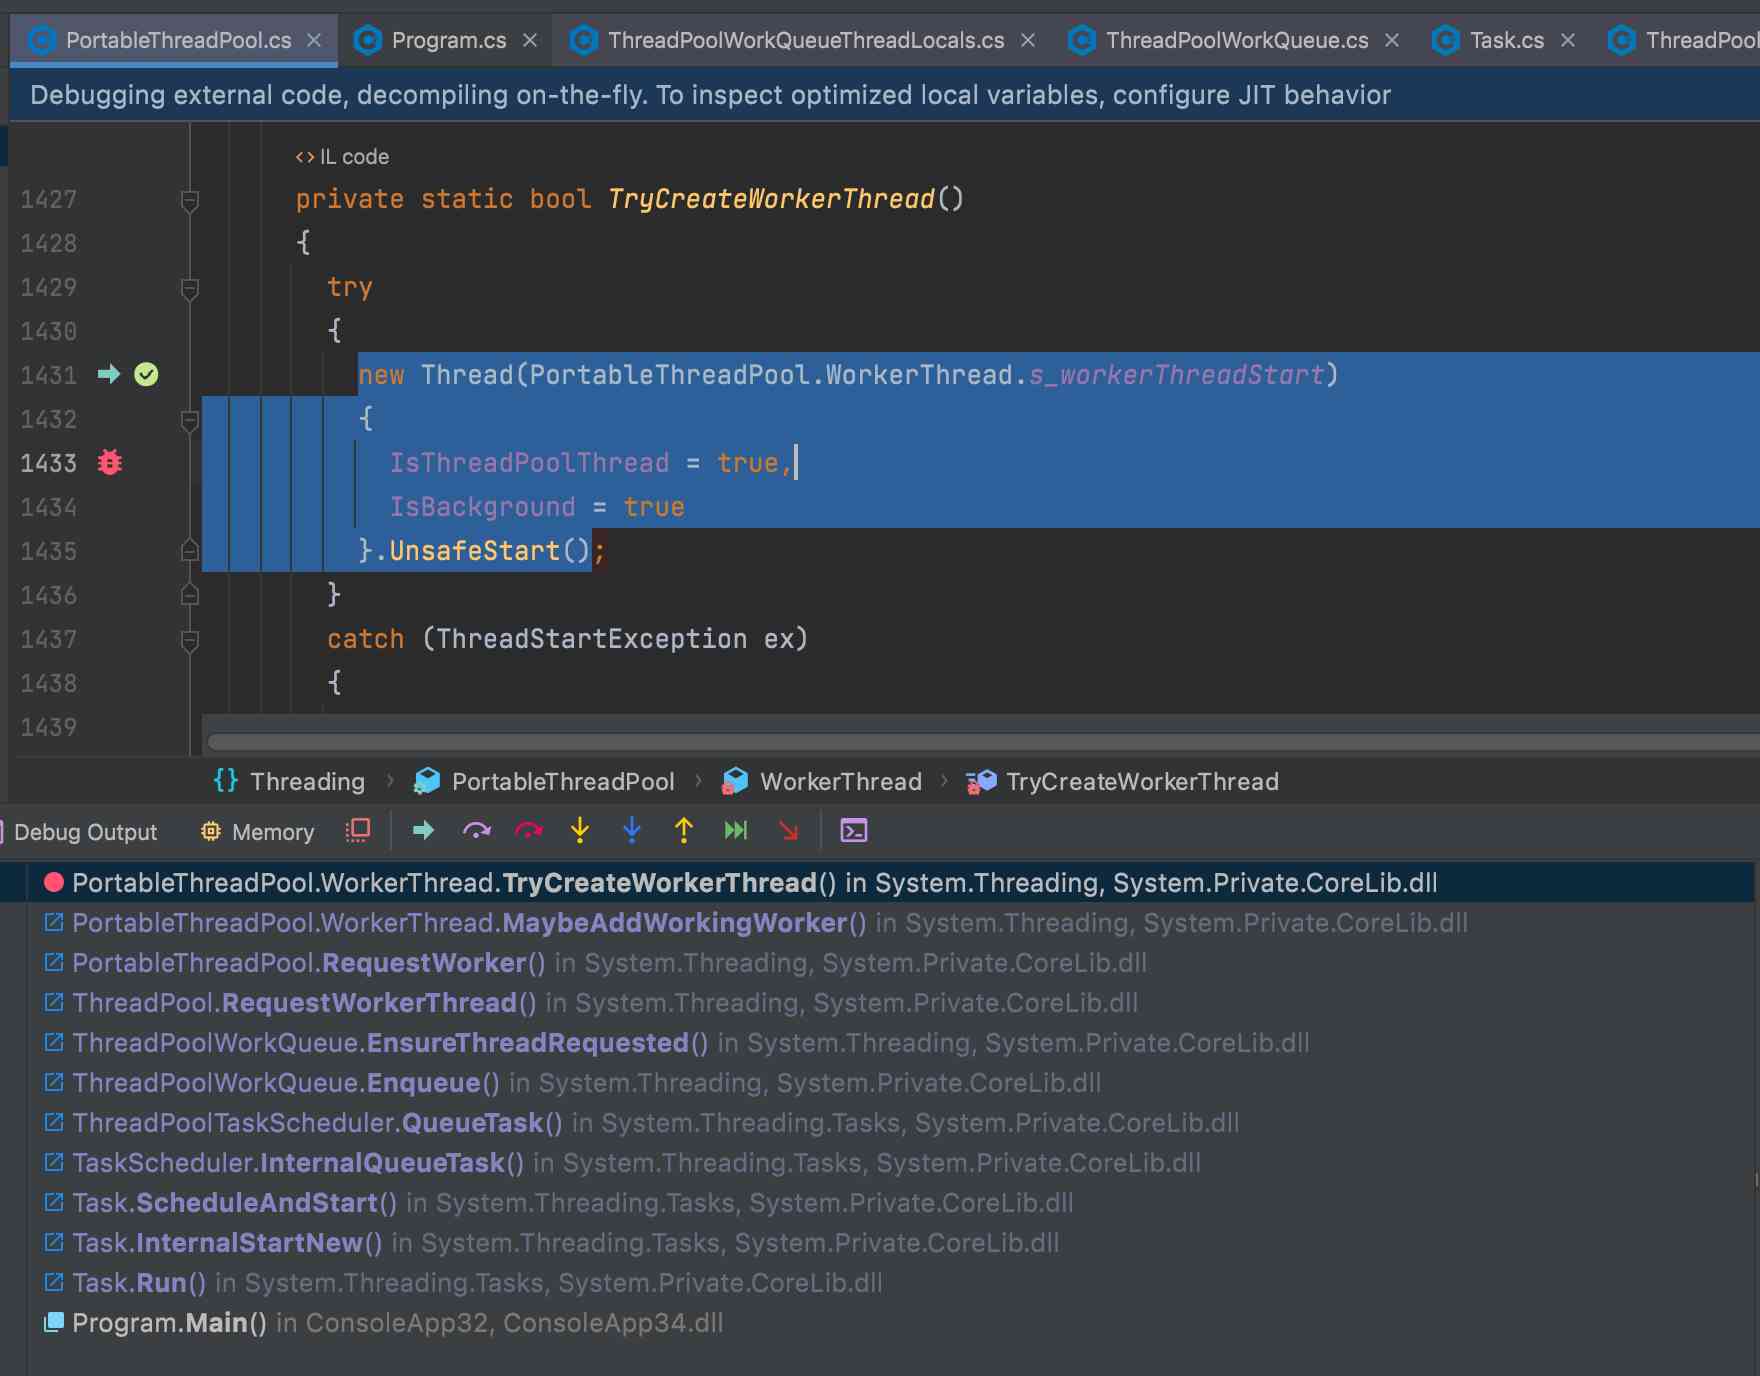 PortableThreadPool.cs Program.cs ThreadPoolWorkQueueThreadLocals.cs ThreadPoolWorkQueue.cs Task.cs
Debugging external code, decompiling on-the-fly. To inspect optimized local variables, configure JIT behavior
<> IL code
1427 private static bool TryCreateWorkerThread()
1428 {
1429 try
1430 {
1431 new Thread(PortableThreadPool.WorkerThread.s_workerThreadStart)
1432 {
1433 IsThreadPoolThread = true,
1434 IsBackground = true
1435 }.UnsafeStart();
1436 }
1437 catch (ThreadStartException ex)
1438 {
1439
{} Threading › PortableThreadPool › WorkerThread › TryCreateWorkerThread
Debug Output Memory
PortableThreadPool.WorkerThread.TryCreateWorkerThread() in System.Threading, System.Private.CoreLib.dll
PortableThreadPool.WorkerThread.MaybeAddWorkingWorker() in System.Threading, System.Private.CoreLib.dll
PortableThreadPool.RequestWorker() in System.Threading, System.Private.CoreLib.dll
ThreadPool.RequestWorkerThread() in System.Threading, System.Private.CoreLib.dll
ThreadPoolWorkQueue.EnsureThreadRequested() in System.Threading, System.Private.CoreLib.dll
ThreadPoolWorkQueue.Enqueue() in System.Threading, System.Private.CoreLib.dll
ThreadPoolTaskScheduler.QueueTask() in System.Threading.Tasks, System.Private.CoreLib.dll
TaskScheduler.InternalQueueTask() in System.Threading.Tasks, System.Private.CoreLib.dll
Task.ScheduleAndStart() in System.Threading.Tasks, System.Private.CoreLib.dll
Task.InternalStartNew() in System.Threading.Tasks, System.Private.CoreLib.dll
Task.Run() in System.Threading.Tasks, System.Private.CoreLib.dll
Program.Main() in ConsoleApp32, ConsoleApp34.dll